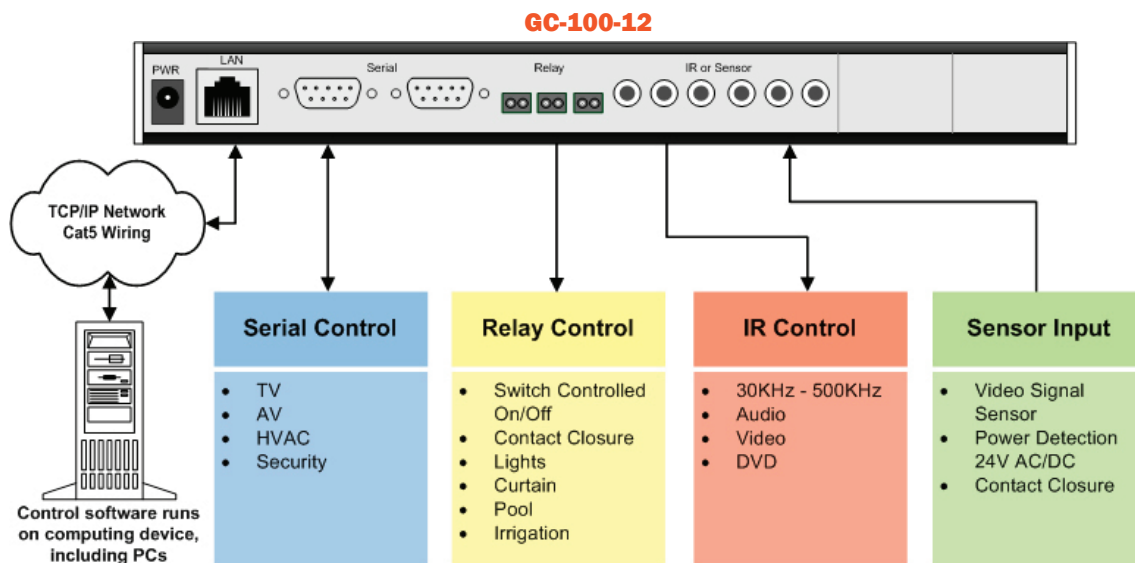 GC-100-12
PWR
LAN
Serial
Relay
IR or Sensor
TCP/IP Network
Cat5 Wiring
Control software runs
on computing device,
including PCs
Serial Control
• TV
• AV
• HVAC
• Security
Relay Control
• Switch Controlled
On/Off
• Contact Closure
• Lights
• Curtain
• Pool
• Irrigation
IR Control
• 30KHz - 500KHz
• Audio
• Video
• DVD
Sensor Input
• Video Signal
Sensor
• Power Detection
24V AC/DC
• Contact Closure